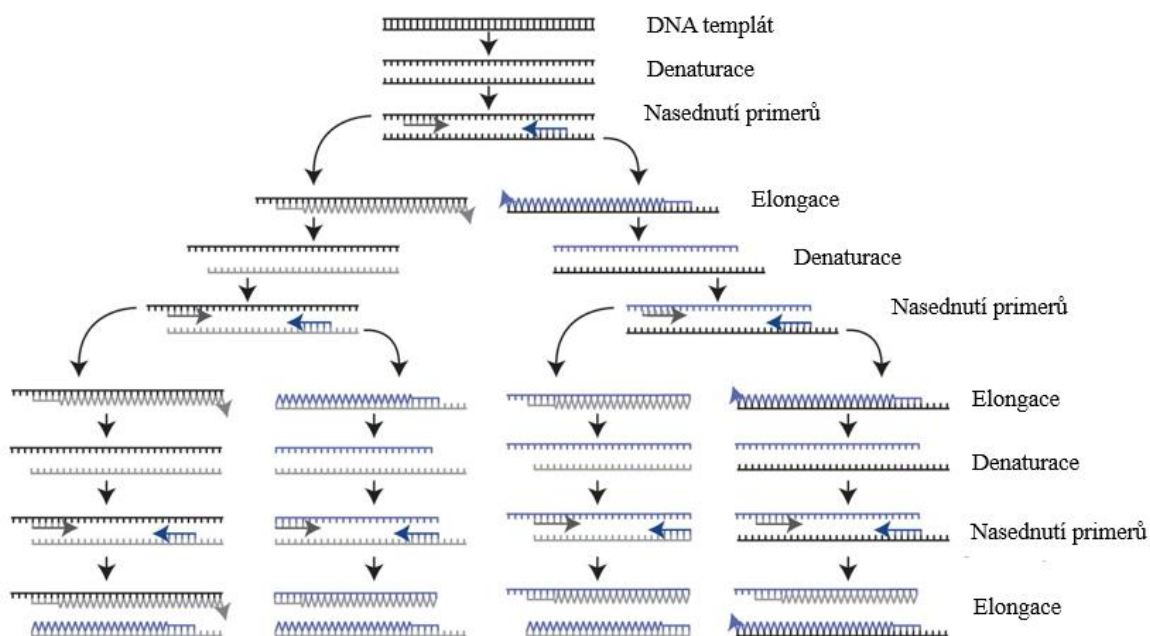 DNA templát
Denaturace
Nasednutí primerů
Elongace
Denaturace
Nasednutí primerů
Elongace
Denaturace
Nasednutí primerů
Elongace